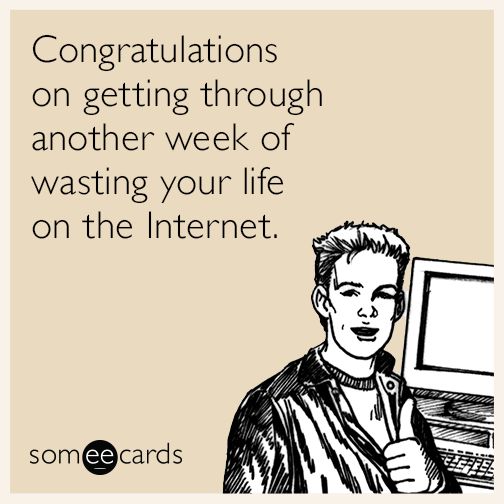 Congratulations
on getting through
another week of
wasting your life
on the Internet.
someecards